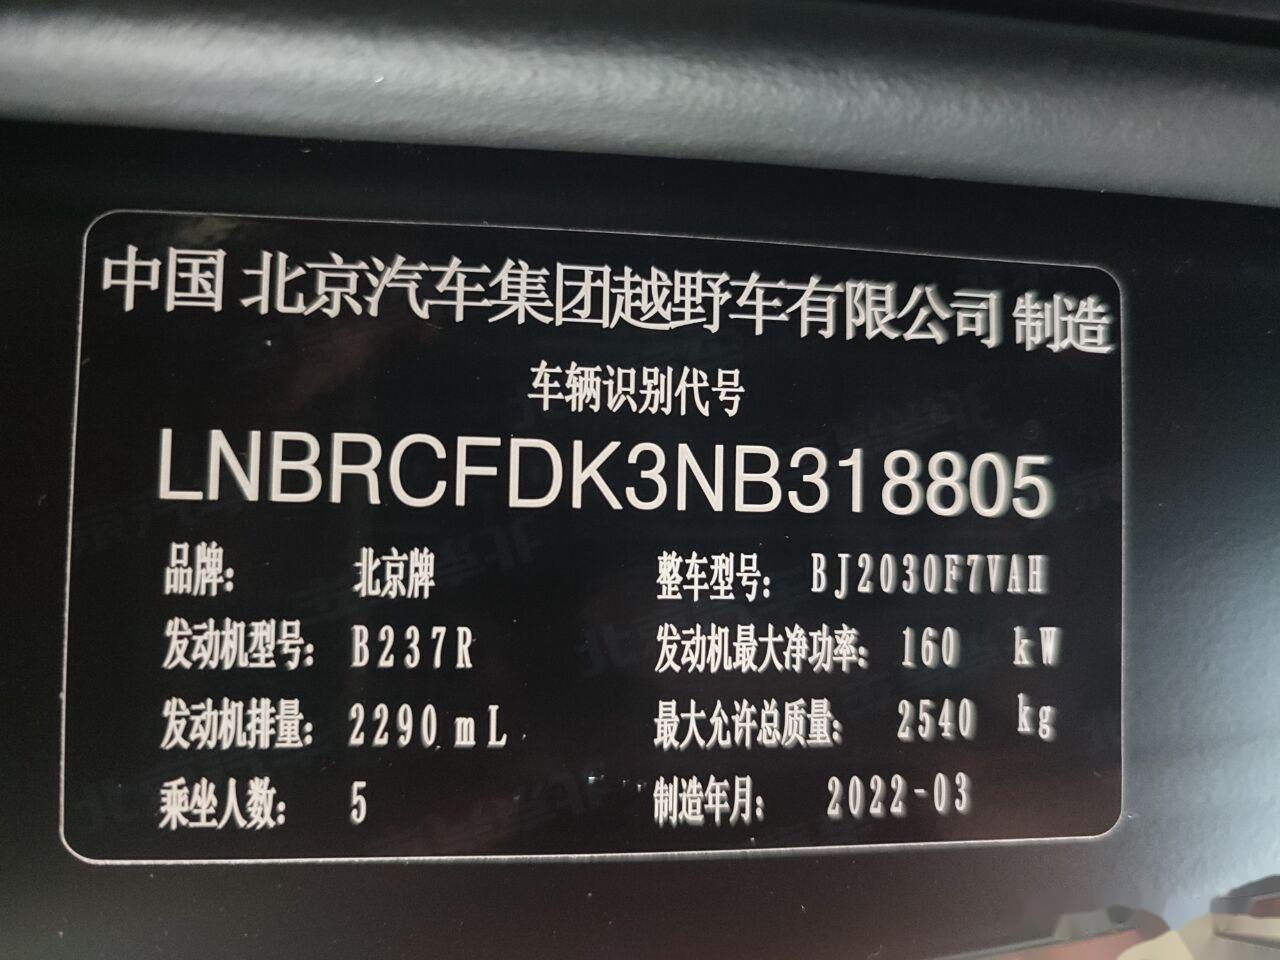 中国 北京汽车集团越野车有限公司 制造
车辆识别代号
LNBRCFDK3NB318805
品牌: 北京牌 整车型号: BJ2030F7VAH
发动机型号: B237R 发动机最大净功率: 160 kW
发动机排量: 2290mL 最大允许总质量: 2540 kg
乘坐人数: 5 制造年月: 2022-03